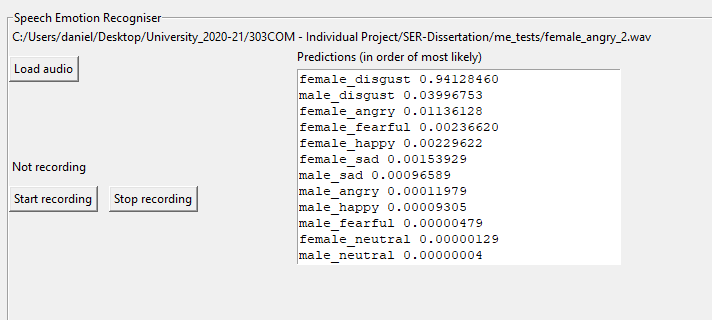 Speech Emotion Recogniser
C:/Users/daniel/Desktop/University_2020-21/303COM - Individual Project/SER-Dissertation/me_tests/female_angry_2.wav
Load audio
Predictions (in order of most likely)
female_disgust 0.94128460
male_disgust 0.03996753
female_angry 0.01136128
female_fearful 0.00236620
female_happy 0.00229622
female_sad 0.00153929
male_sad 0.00096589
male_angry 0.00011979
male_happy 0.00009305
male_fearful 0.00000479
female_neutral 0.00000129
male_neutral 0.00000004
Not recording
Start recording
Stop recording